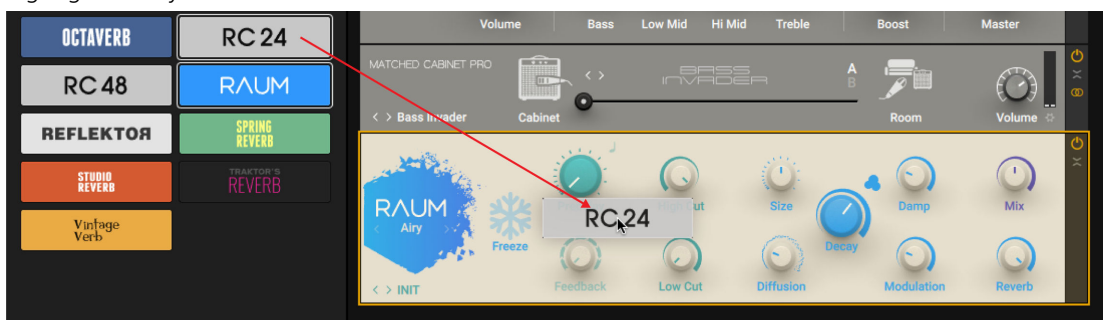 Volume Bass Low Mid Hi Mid Treble Boost Master
OCTAVERB
RC 24
RC 48
RAUM
REFLEKTOR
SPRING
REVERB
STUDIO
REVERB
TRAKTOR'S
REVERB
Vintage
Verb
MATCHED CABINET PRO
< > Bass Invader
Cabinet
< >
BASS
INVADER
A
B
Room
Volume
RAUM
< Airy >
< > INIT
Freeze
Feedback
Low Cut
Size
Diffusion
Decay
Damp
Modulation
Mix
Reverb
RC 24